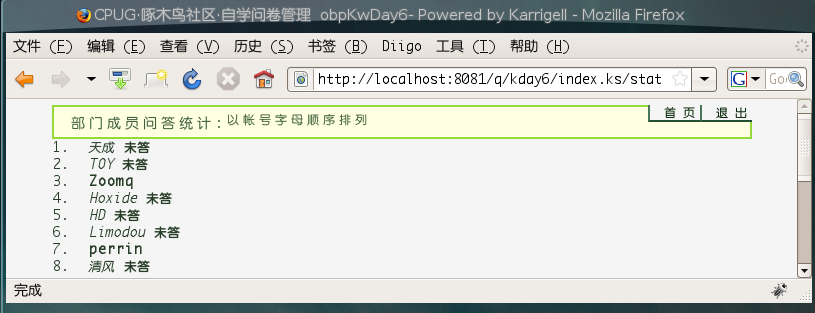 CPUG·啄木鸟社区·自学问卷管理 obpKwDay6- Powered by Karrigell - Mozilla Firefox
文件 (F) 编辑 (E) 查看 (V) 历史 (S) 书签 (B) Diigo 工具 (T) 帮助 (H)
http://localhost:8081/q/kday6/index.ks/stat G Go
首 页 退 出
部门成员问答统计:以帐号字母顺序排列
1. 天成 未答
2. TOY 未答
3. Zoomq
4. Hoxide 未答
5. HD 未答
6. Limodou 未答
7. perrin
8. 清风 未答
完成